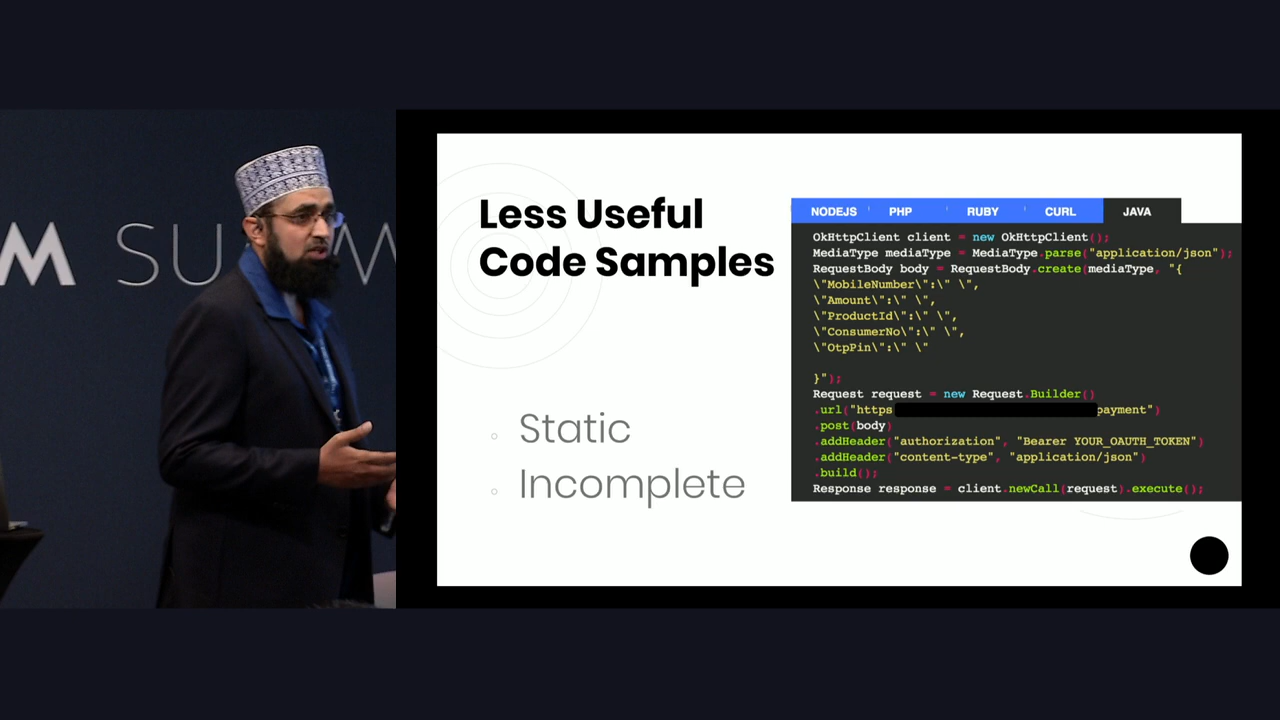 M SUMM
Less Useful
Code Samples
Static
Incomplete
NODEJS PHP RUBY CURL JAVA
OkHttpClient client = new OkHttpClient();
MediaType mediaType = MediaType.parse("application/json");
RequestBody body = RequestBody.create(mediaType, "{
\"MobileNumber\":\" \",
\"Amount\":\" \",
\"ProductId\":\" \",
\"ConsumerNo\":\" \",
\"OtpPin\":\" \"
}");
Request request = new Request.Builder()
.url("https payment")
.post(body)
.addHeader("authorization", "Bearer YOUR_OAUTH_TOKEN")
.addHeader("content-type", "application/json")
.build();
Response response = client.newCall(request).execute();